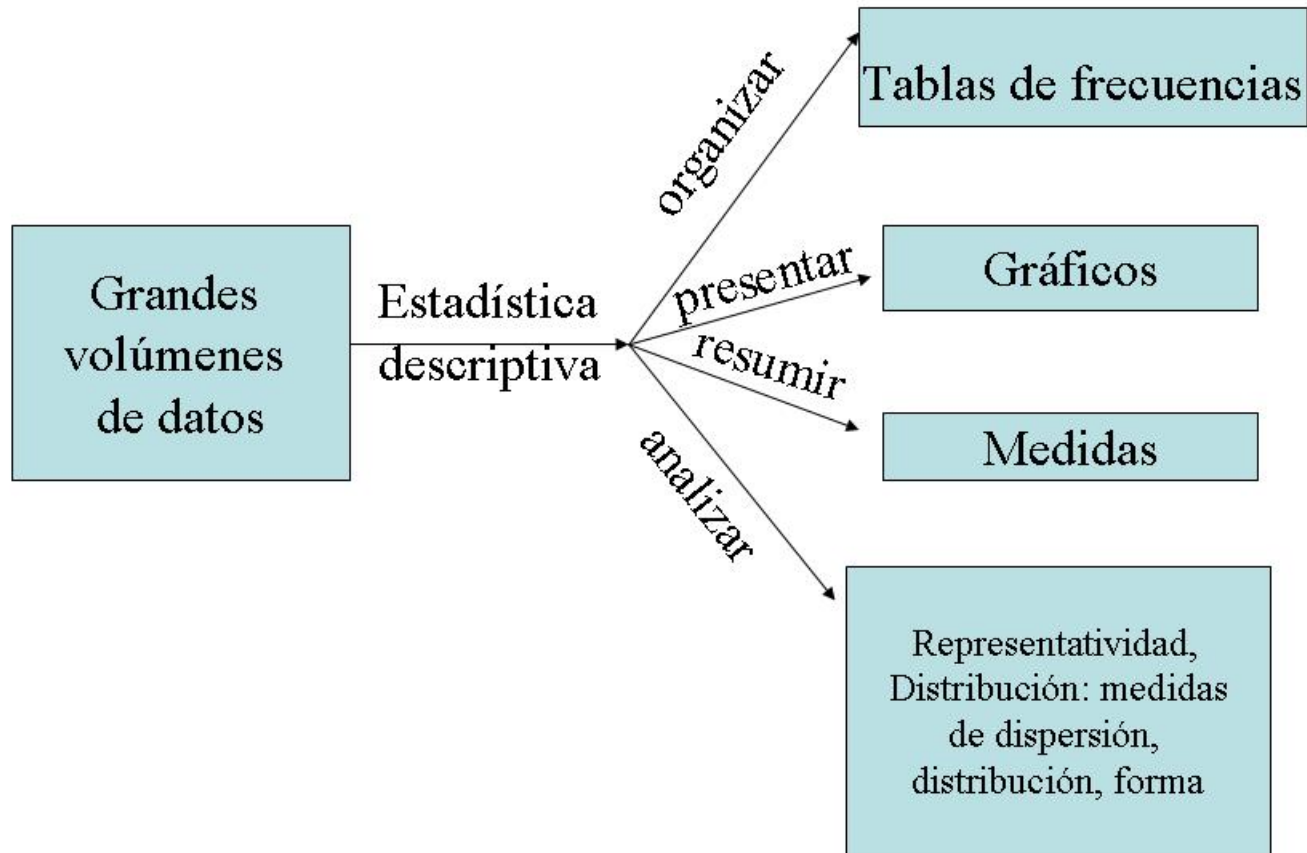 Grandes
volúmenes
de datos
Estadística
descriptiva
organizar
Tablas de frecuencias
presentar
Gráficos
resumir
Medidas
analizar
Representatividad,
Distribución: medidas
de dispersión,
distribución, forma